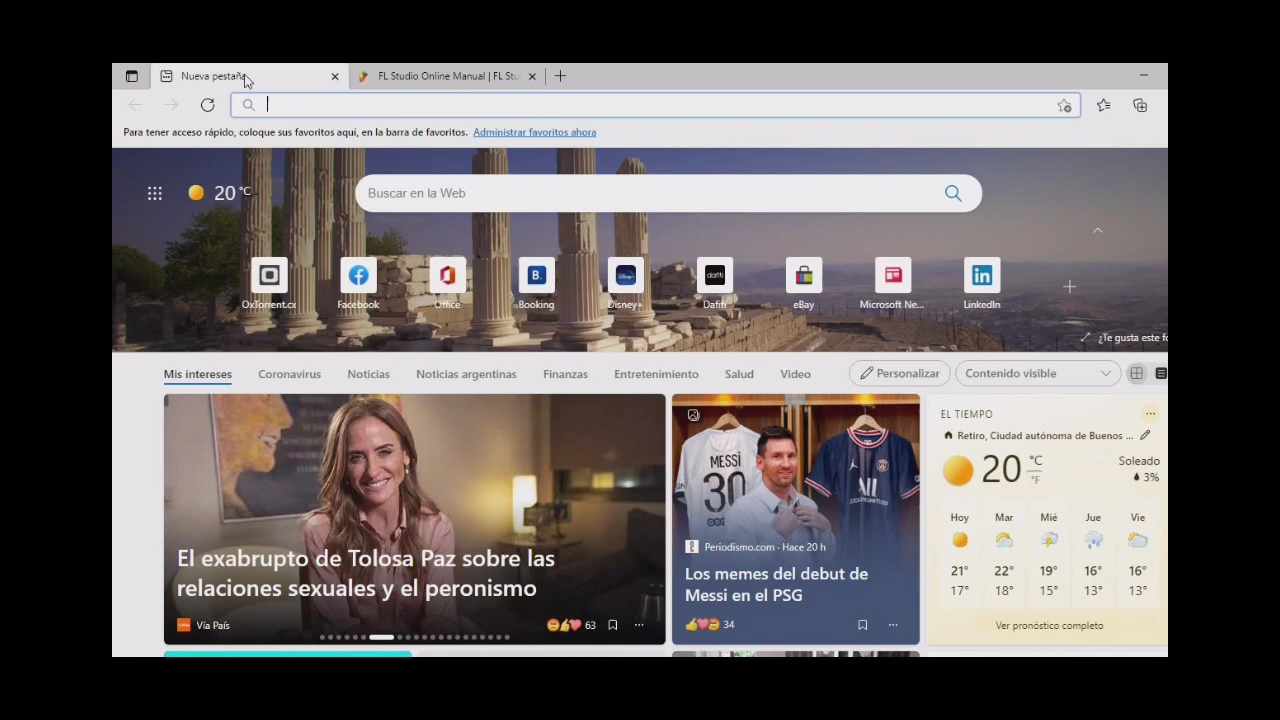 Nueva pestaña
FL Studio Online Manual | FL Stu
Para tener acceso rápido, coloque sus favoritos aquí, en la barra de favoritos. Administrar favoritos ahora
20 °C
Buscar en la Web
OxTorrent.cx
Facebook
Office
Booking
Disney+
Dafiti
eBay
Microsoft Ne...
LinkedIn
¿Te gusta este fo
Mis intereses
Coronavirus
Noticias
Noticias argentinas
Finanzas
Entretenimiento
Salud
Video
Personalizar
Contenido visible
El exabrupto de Tolosa Paz sobre las
relaciones sexuales y el peronismo
Vía País
63
MESSI
30
Periodismo.com · Hace 20 h
Los memes del debut de
Messi en el PSG
34
EL TIEMPO
Retiro, Ciudad autónoma de Buenos ...
20 °C
°F
Soleado
3%
Hoy Mar Mié Jue Vie
21° 22° 19° 16° 16°
17° 18° 15° 13° 13°
Ver pronóstico completo